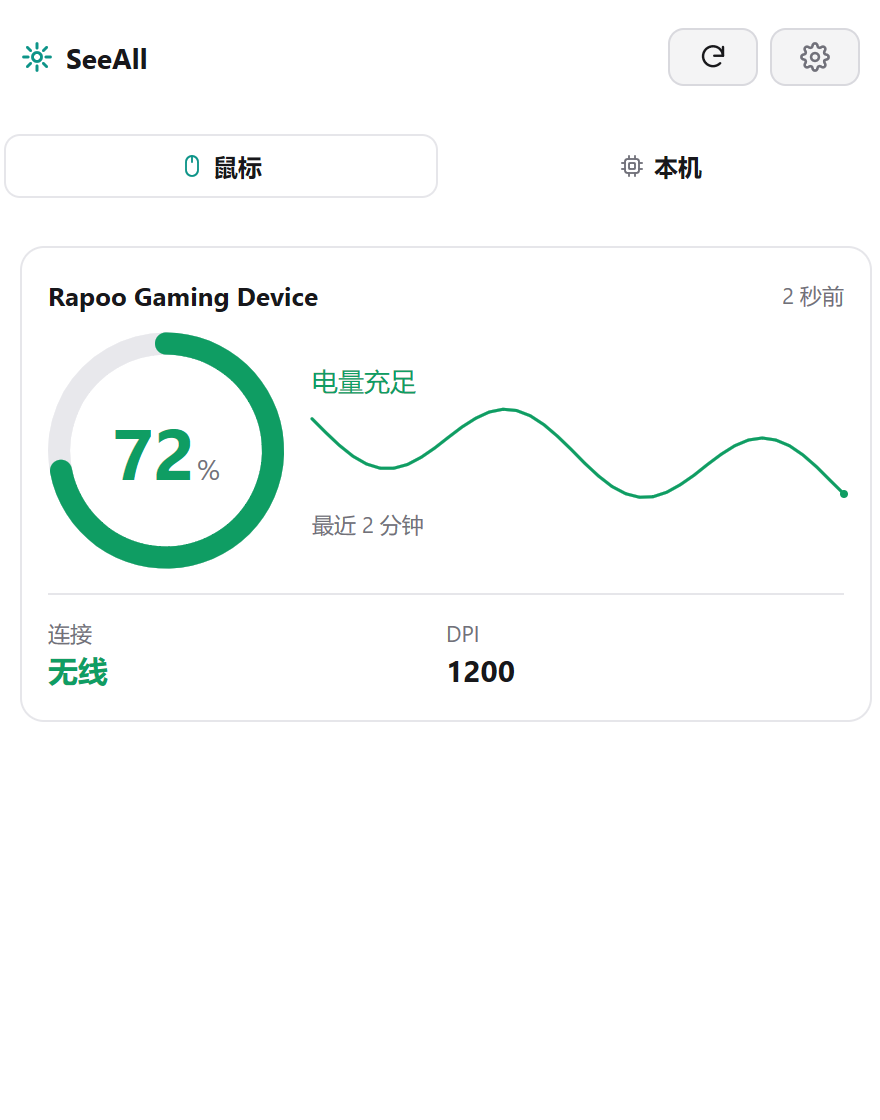 SeeAll
鼠标
本机
Rapoo Gaming Device
2 秒前
电量充足
72%
最近 2 分钟
连接
DPI
无线
1200